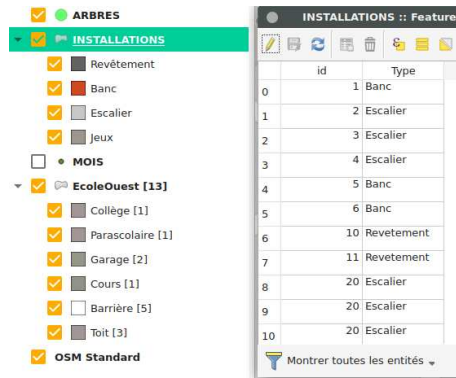 ARBRES
INSTALLATIONS
Revêtement
Banc
Escalier
Jeux
MOIS
EcoleOuest [13]
Collège [1]
Parascolaire [1]
Garage [2]
Cours [1]
Barrière [5]
Toit [3]
OSM Standard
INSTALLATIONS :: Feature
id Type
0 1 Banc
1 2 Escalier
2 3 Escalier
3 4 Escalier
4 5 Banc
5 6 Banc
6 10 Revetement
7 11 Revetement
8 20 Escalier
9 20 Escalier
10 20 Escalier
Montrer toutes les entités